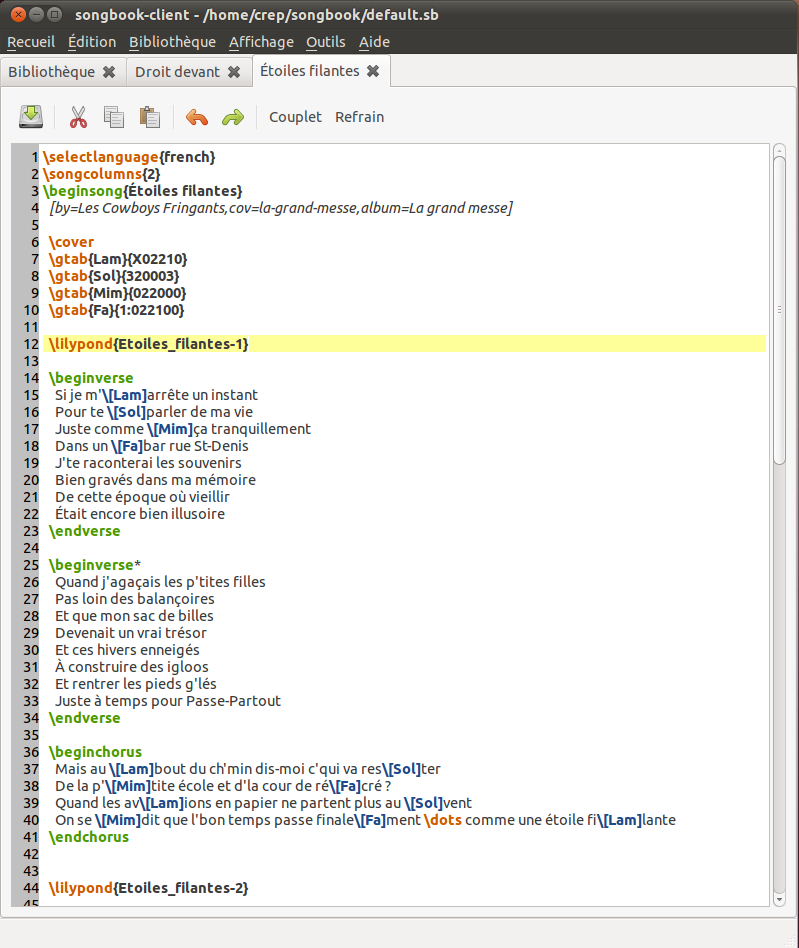 songbook-client - /home/crep/songbook/default.sb
Recueil Édition Bibliothèque Affichage Outils Aide
Bibliothèque Droit devant Étoiles filantes
Couplet Refrain
1 \selectlanguage{french}
2 \songcolumns{2}
3 \beginsong{Étoiles filantes}
4 [by=Les Cowboys Fringants,cov=la-grand-messe,album=La grand messe]
5
6 \cover
7 \gtab{Lam}{X02210}
8 \gtab{Sol}{320003}
9 \gtab{Mim}{022000}
10 \gtab{Fa}{1:022100}
11
12 \lilypond{Etoiles_filantes-1}
13
14 \beginverse
15 Si je m'\[Lam]arrête un instant
16 Pour te \[Sol]parler de ma vie
17 Juste comme \[Mim]ça tranquillement
18 Dans un \[Fa]bar rue St-Denis
19 J'te raconterai les souvenirs
20 Bien gravés dans ma mémoire
21 De cette époque où vieillir
22 Était encore bien illusoire
23 \endverse
24
25 \beginverse*
26 Quand j'agaçais les p'tites filles
27 Pas loin des balançoires
28 Et que mon sac de billes
29 Devenait un vrai trésor
30 Et ces hivers enneigés
31 À construire des igloos
32 Et rentrer les pieds g'lés
33 Juste à temps pour Passe-Partout
34 \endverse
35
36 \beginchorus
37 Mais au \[Lam]bout du ch'min dis-moi c'qui va res\[Sol]ter
38 De la p'\[Mim]tite école et d'la cour de ré\[Fa]cré ?
39 Quand les av\[Lam]ions en papier ne partent plus au \[Sol]vent
40 On se \[Mim]dit que l'bon temps passe finale\[Fa]ment \dots comme une étoile fi\[Lam]lante
41 \endchorus
42
43
44 \lilypond{Etoiles_filantes-2}
45